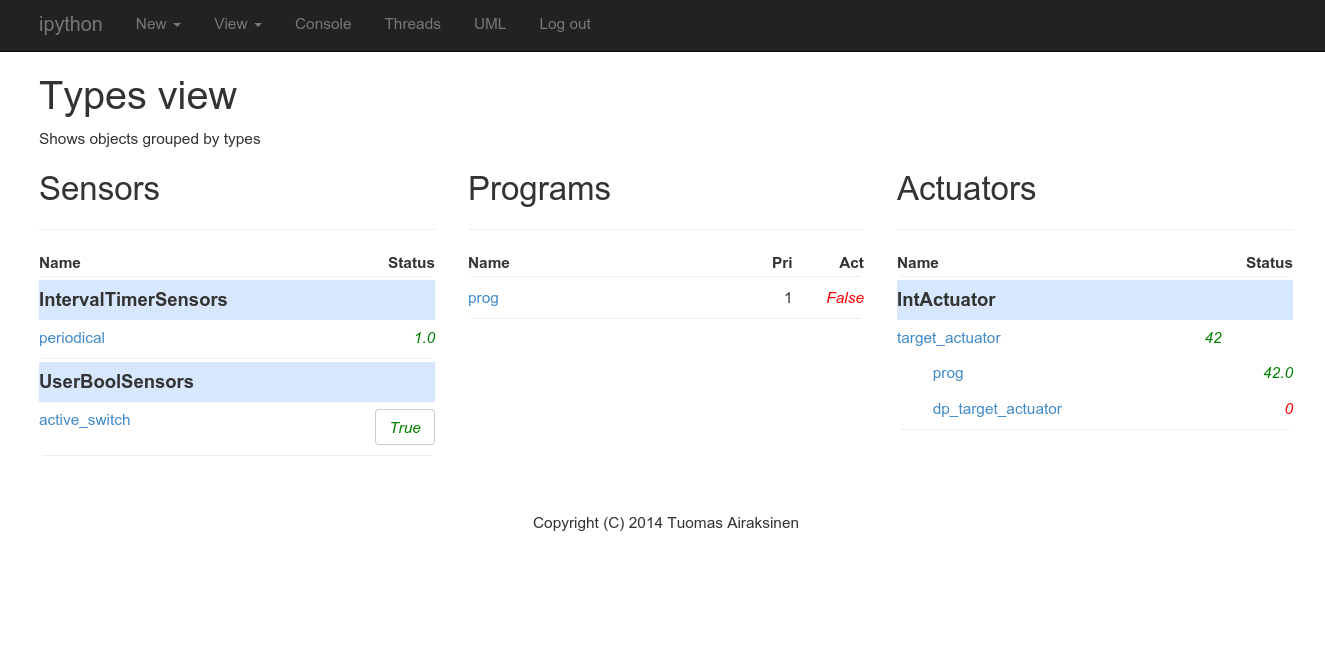 ipython New View Console Threads UML Log out
Types view
Shows objects grouped by types
Sensors
Name Status
IntervalTimerSensors
periodical 1.0
UserBoolSensors
active_switch True
Programs
Name Pri Act
prog 1 False
Actuators
Name Status
IntActuator
target_actuator 42
prog 42.0
dp_target_actuator 0
Copyright (C) 2014 Tuomas Airaksinen